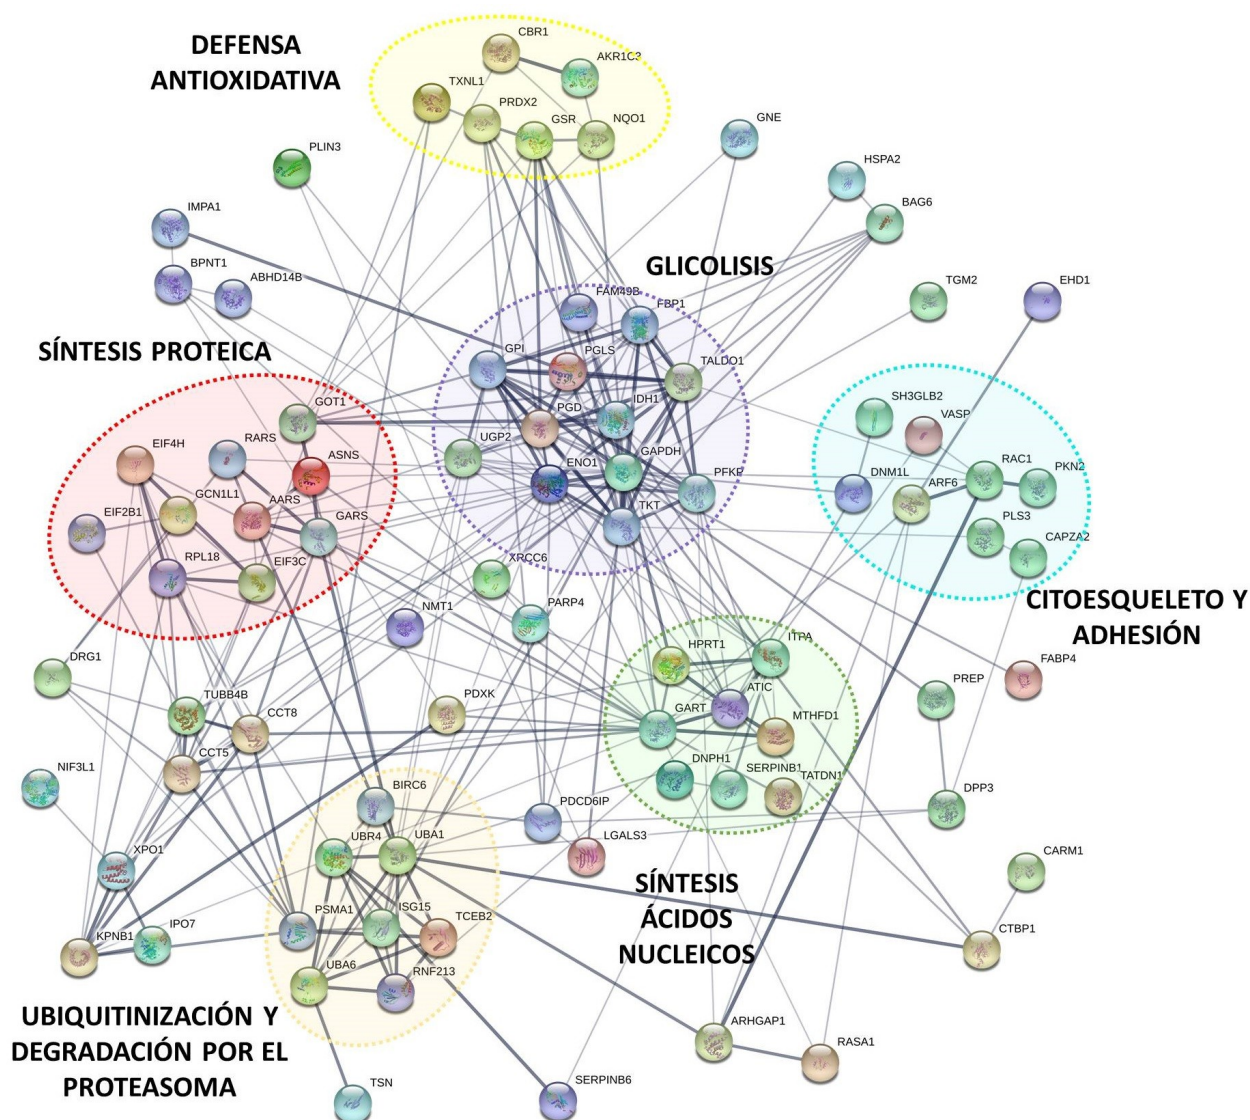 DEFENSA
ANTIOXIDATIVA
CBR1
AKR1C3
TXNL1
PRDX2
GSR
NQO1
GNE
PLIN3
HSPA2
BAG6
IMPA1
BPNT1
ABHD14B
TGM2
EHD1
GLICOLISIS
FAM49B
FBP1
GPI
PGLS
TALDO1
PGD
IDH1
UGP2
ENO1
GAPDH
PFKP
TKT
SÍNTESIS PROTEICA
GOT1
EIF4H
RARS
ASNS
GCN1L1
AARS
EIF2B1
GARS
RPL18
EIF3C
SH3GLB2
VASP
DNM1L
ARF6
RAC1
PKN2
PLS3
CAPZA2
CITOESQUELETO Y
ADHESIÓN
XRCC6
NMT1
PARP4
DRG1
TUBB4B
CCT8
CCT5
PDXK
NIF3L1
HPRT1
ITPA
ATIC
GART
MTHFD1
DNPH1
SERPINB1
TATDN1
FABP4
PREP
DPP3
CARM1
CTBP1
PDCD6IP
LGALS3
SÍNTESIS
ÁCIDOS
NUCLEICOS
BIRC6
UBR4
UBA1
PSMA1
ISG15
TCEB2
UBA6
RNF213
XPO1
KPNB1
IPO7
UBIQUITINIZACIÓN Y
DEGRADACIÓN POR EL
PROTEASOMA
TSN
SERPINB6
ARHGAP1
RASA1